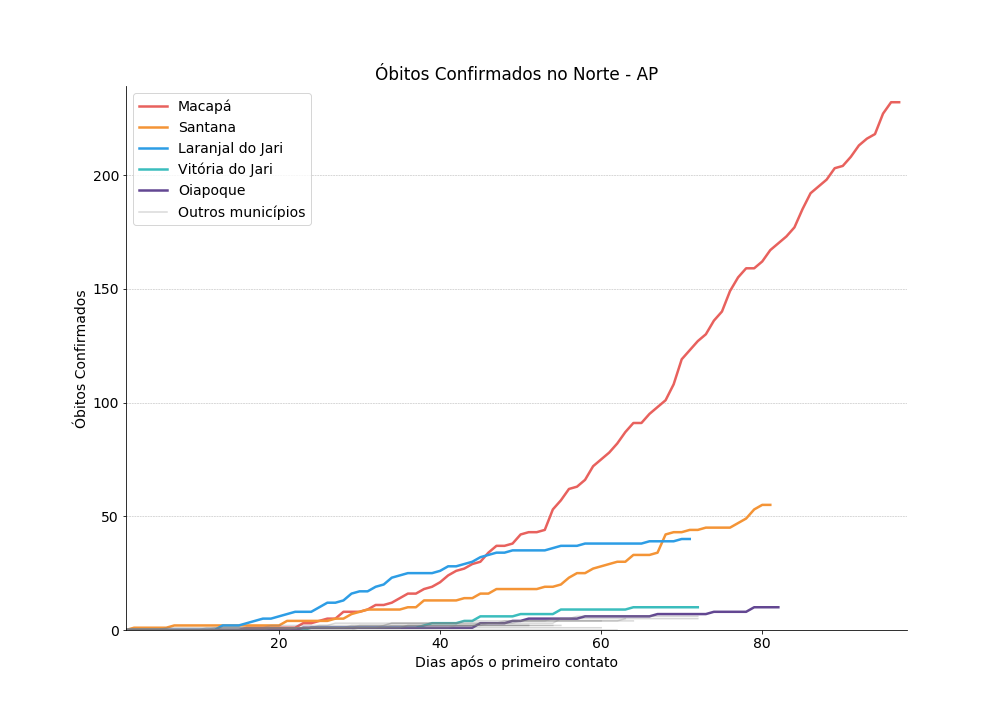 Óbitos Confirmados no Norte - AP
Macapá
Santana
Laranjal do Jari
Vitória do Jari
Oiapoque
Outros municípios
Óbitos Confirmados
200
150
100
50
0
20
40
60
80
Dias após o primeiro contato